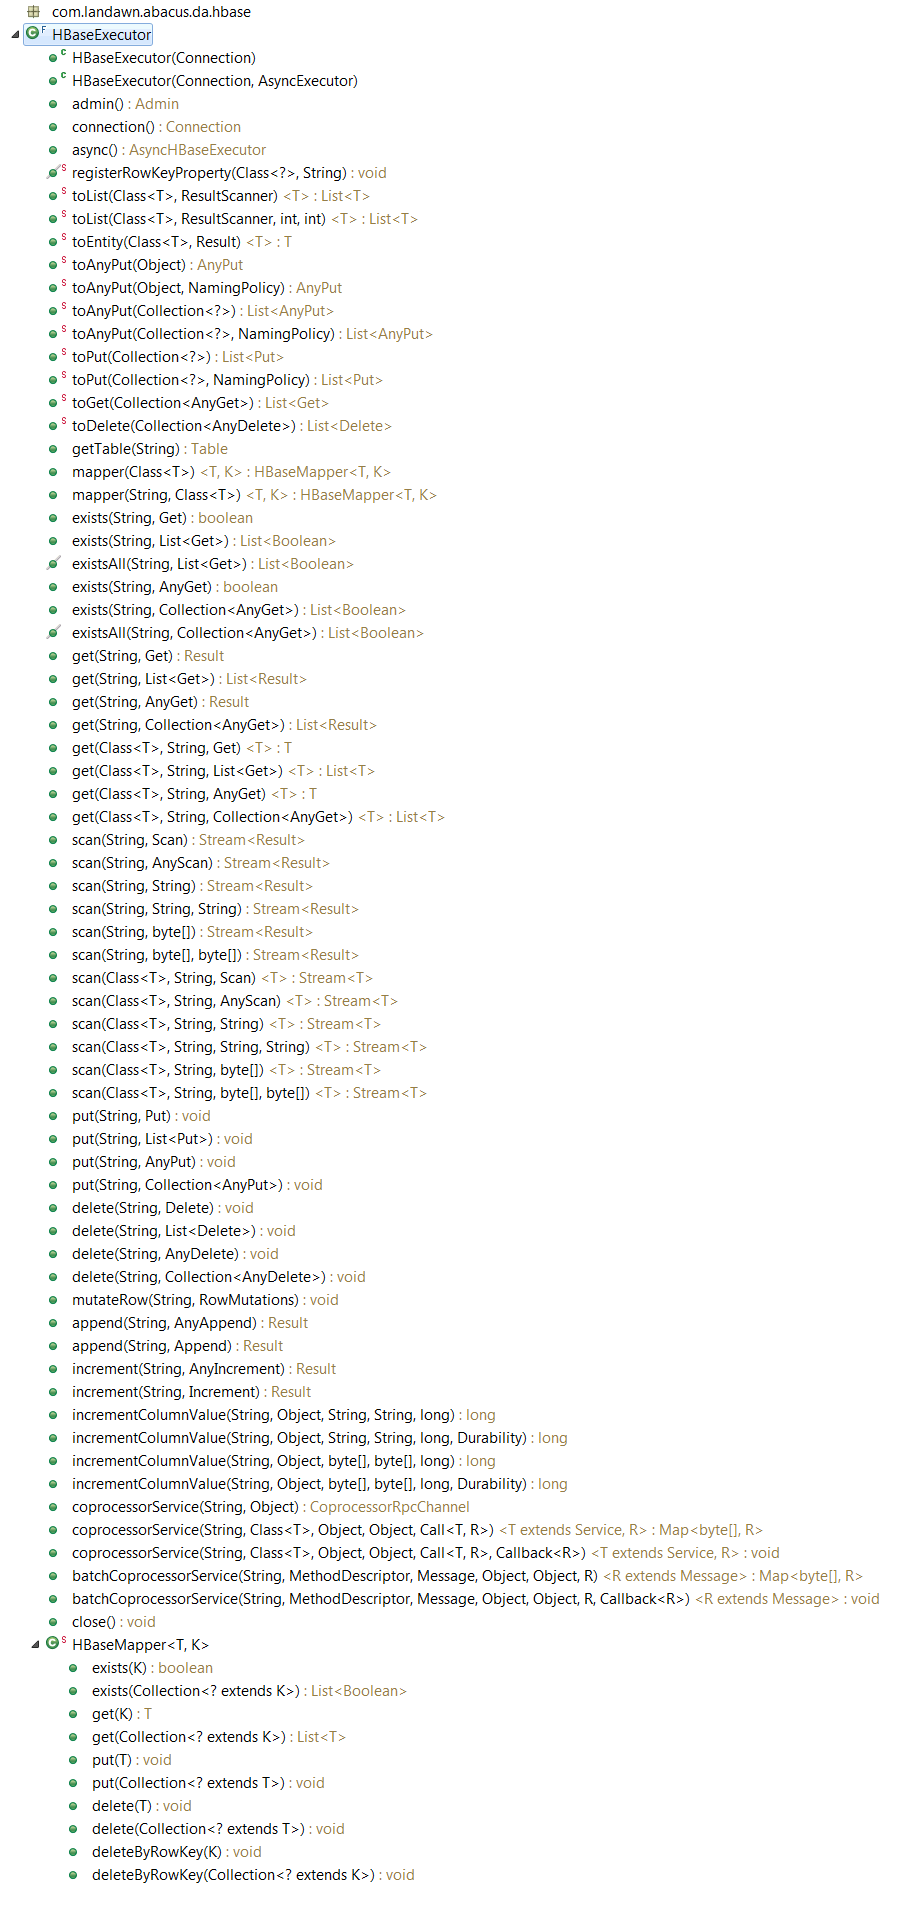 com.landawn.abacus.da.hbase
F HBaseExecutor
C HBaseExecutor(Connection)
C HBaseExecutor(Connection, AsyncExecutor)
admin() : Admin
connection() : Connection
async() : AsyncHBaseExecutor
S registerRowKeyProperty(Class<?>, String) : void
S toList(Class<T>, ResultScanner) <T> : List<T>
S toList(Class<T>, ResultScanner, int, int) <T> : List<T>
S toEntity(Class<T>, Result) <T> : T
S toAnyPut(Object) : AnyPut
S toAnyPut(Object, NamingPolicy) : AnyPut
S toAnyPut(Collection<?>) : List<AnyPut>
S toAnyPut(Collection<?>, NamingPolicy) : List<AnyPut>
S toPut(Collection<?>) : List<Put>
S toPut(Collection<?>, NamingPolicy) : List<Put>
S toGet(Collection<AnyGet>) : List<Get>
S toDelete(Collection<AnyDelete>) : List<Delete>
getTable(String) : Table
mapper(Class<T>) <T, K> : HBaseMapper<T, K>
mapper(String, Class<T>) <T, K> : HBaseMapper<T, K>
exists(String, Get) : boolean
exists(String, List<Get>) : List<Boolean>
existsAll(String, List<Get>) : List<Boolean>
exists(String, AnyGet) : boolean
exists(String, Collection<AnyGet>) : List<Boolean>
existsAll(String, Collection<AnyGet>) : List<Boolean>
get(String, Get) : Result
get(String, List<Get>) : List<Result>
get(String, AnyGet) : Result
get(String, Collection<AnyGet>) : List<Result>
get(Class<T>, String, Get) <T> : T
get(Class<T>, String, List<Get>) <T> : List<T>
get(Class<T>, String, AnyGet) <T> : T
get(Class<T>, String, Collection<AnyGet>) <T> : List<T>
scan(String, Scan) : Stream<Result>
scan(String, AnyScan) : Stream<Result>
scan(String, String) : Stream<Result>
scan(String, String, String) : Stream<Result>
scan(String, byte[]) : Stream<Result>
scan(String, byte[], byte[]) : Stream<Result>
scan(Class<T>, String, Scan) <T> : Stream<T>
scan(Class<T>, String, AnyScan) <T> : Stream<T>
scan(Class<T>, String, String) <T> : Stream<T>
scan(Class<T>, String, String, String) <T> : Stream<T>
scan(Class<T>, String, byte[]) <T> : Stream<T>
scan(Class<T>, String, byte[], byte[]) <T> : Stream<T>
put(String, Put) : void
put(String, List<Put>) : void
put(String, AnyPut) : void
put(String, Collection<AnyPut>) : void
delete(String, Delete) : void
delete(String, List<Delete>) : void
delete(String, AnyDelete) : void
delete(String, Collection<AnyDelete>) : void
mutateRow(String, RowMutations) : void
append(String, AnyAppend) : Result
append(String, Append) : Result
increment(String, AnyIncrement) : Result
increment(String, Increment) : Result
incrementColumnValue(String, Object, String, String, long) : long
incrementColumnValue(String, Object, String, String, long, Durability) : long
incrementColumnValue(String, Object, byte[], byte[], long) : long
incrementColumnValue(String, Object, byte[], byte[], long, Durability) : long
coprocessorService(String, Object) : CoprocessorRpcChannel
coprocessorService(String, Class<T>, Object, Object, Call<T, R>) <T extends Service, R> : Map<byte[], R>
coprocessorService(String, Class<T>, Object, Object, Call<T, R>, Callback<R>) <T extends Service, R> : void
batchCoprocessorService(String, MethodDescriptor, Message, Object, Object, R) <R extends Message> : Map<byte[], R>
batchCoprocessorService(String, MethodDescriptor, Message, Object, Object, R, Callback<R>) <R extends Message> : void
close() : void
S HBaseMapper<T, K>
exists(K) : boolean
exists(Collection<? extends K>) : List<Boolean>
get(K) : T
get(Collection<? extends K>) : List<T>
put(T) : void
put(Collection<? extends T>) : void
delete(T) : void
delete(Collection<? extends T>) : void
deleteByRowKey(K) : void
deleteByRowKey(Collection<? extends K>) : void